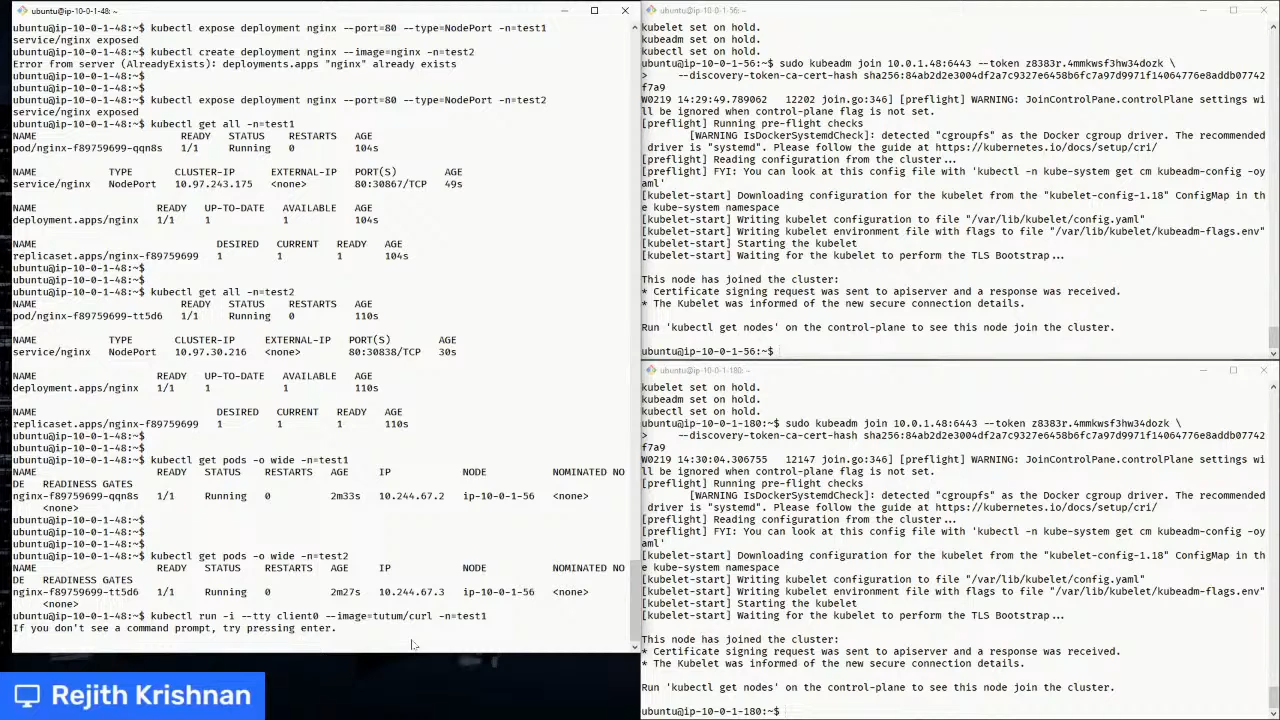 ubuntu@ip-10-0-1-48: ~
ubuntu@ip-10-0-1-48:~$ kubectl expose deployment nginx --port=80 --type=NodePort -n=test1
service/nginx exposed
ubuntu@ip-10-0-1-48:~$ kubectl create deployment nginx --image=nginx -n=test2
Error from server (AlreadyExists): deployments.apps "nginx" already exists
ubuntu@ip-10-0-1-48:~$
ubuntu@ip-10-0-1-48:~$
ubuntu@ip-10-0-1-48:~$ kubectl expose deployment nginx --port=80 --type=NodePort -n=test2
service/nginx exposed
ubuntu@ip-10-0-1-48:~$ kubectl get all -n=test1
NAME READY STATUS RESTARTS AGE
pod/nginx-f89759699-qqn8s 1/1 Running 0 104s
NAME TYPE CLUSTER-IP EXTERNAL-IP PORT(S) AGE
service/nginx NodePort 10.97.243.175 <none> 80:30867/TCP 49s
NAME READY UP-TO-DATE AVAILABLE AGE
deployment.apps/nginx 1/1 1 1 104s
NAME DESIRED CURRENT READY AGE
replicaset.apps/nginx-f89759699 1 1 1 104s
ubuntu@ip-10-0-1-48:~$
ubuntu@ip-10-0-1-48:~$
ubuntu@ip-10-0-1-48:~$ kubectl get all -n=test2
NAME READY STATUS RESTARTS AGE
pod/nginx-f89759699-tt5d6 1/1 Running 0 110s
NAME TYPE CLUSTER-IP EXTERNAL-IP PORT(S) AGE
service/nginx NodePort 10.97.30.216 <none> 80:30838/TCP 30s
NAME READY UP-TO-DATE AVAILABLE AGE
deployment.apps/nginx 1/1 1 1 110s
NAME DESIRED CURRENT READY AGE
replicaset.apps/nginx-f89759699 1 1 1 110s
ubuntu@ip-10-0-1-48:~$
ubuntu@ip-10-0-1-48:~$
ubuntu@ip-10-0-1-48:~$ kubectl get pods -o wide -n=test1
NAME READY STATUS RESTARTS AGE IP NODE NOMINATED NO
DE READINESS GATES
nginx-f89759699-qqn8s 1/1 Running 0 2m33s 10.244.67.2 ip-10-0-1-56 <none>
<none>
ubuntu@ip-10-0-1-48:~$
ubuntu@ip-10-0-1-48:~$
ubuntu@ip-10-0-1-48:~$
ubuntu@ip-10-0-1-48:~$ kubectl get pods -o wide -n=test2
NAME READY STATUS RESTARTS AGE IP NODE NOMINATED NO
DE READINESS GATES
nginx-f89759699-tt5d6 1/1 Running 0 2m27s 10.244.67.3 ip-10-0-1-56 <none>
<none>
ubuntu@ip-10-0-1-48:~$ kubectl run -i --tty client0 --image=tutum/curl -n=test1
If you don't see a command prompt, try pressing enter.
ubuntu@ip-10-0-1-56: ~
kubelet set on hold.
kubeadm set on hold.
kubectl set on hold.
ubuntu@ip-10-0-1-56:~$ sudo kubeadm join 10.0.1.48:6443 --token z8383r.4mmkwsf3hw34dozk \
> --discovery-token-ca-cert-hash sha256:84ab2d2e3004df2a7c9327e6458b6fc7a97d9971f14064776e8addb07742
f7a9
W0219 14:29:49.789062 12202 join.go:346] [preflight] WARNING: JoinControlPane.controlPlane settings wi
ll be ignored when control-plane flag is not set.
[preflight] Running pre-flight checks
[WARNING IsDockerSystemdCheck]: detected "cgroupfs" as the Docker cgroup driver. The recommended
driver is "systemd". Please follow the guide at https://kubernetes.io/docs/setup/cri/
[preflight] Reading configuration from the cluster...
[preflight] FYI: You can look at this config file with 'kubectl -n kube-system get cm kubeadm-config -oy
aml'
[kubelet-start] Downloading configuration for the kubelet from the "kubelet-config-1.18" ConfigMap in th
e kube-system namespace
[kubelet-start] Writing kubelet configuration to file "/var/lib/kubelet/config.yaml"
[kubelet-start] Writing kubelet environment file with flags to file "/var/lib/kubelet/kubeadm-flags.env"
[kubelet-start] Starting the kubelet
[kubelet-start] Waiting for the kubelet to perform the TLS Bootstrap...
This node has joined the cluster:
* Certificate signing request was sent to apiserver and a response was received.
* The Kubelet was informed of the new secure connection details.
Run 'kubectl get nodes' on the control-plane to see this node join the cluster.
ubuntu@ip-10-0-1-56:~$
ubuntu@ip-10-0-1-180: ~
kubelet set on hold.
kubeadm set on hold.
kubectl set on hold.
ubuntu@ip-10-0-1-180:~$ sudo kubeadm join 10.0.1.48:6443 --token z8383r.4mmkwsf3hw34dozk \
> --discovery-token-ca-cert-hash sha256:84ab2d2e3004df2a7c9327e6458b6fc7a97d9971f14064776e8addb07742
f7a9
W0219 14:30:04.306755 12147 join.go:346] [preflight] WARNING: JoinControlPane.controlPlane settings wi
ll be ignored when control-plane flag is not set.
[preflight] Running pre-flight checks
[WARNING IsDockerSystemdCheck]: detected "cgroupfs" as the Docker cgroup driver. The recommended
driver is "systemd". Please follow the guide at https://kubernetes.io/docs/setup/cri/
[preflight] Reading configuration from the cluster...
[preflight] FYI: You can look at this config file with 'kubectl -n kube-system get cm kubeadm-config -oy
aml'
[kubelet-start] Downloading configuration for the kubelet from the "kubelet-config-1.18" ConfigMap in th
e kube-system namespace
[kubelet-start] Writing kubelet configuration to file "/var/lib/kubelet/config.yaml"
[kubelet-start] Writing kubelet environment file with flags to file "/var/lib/kubelet/kubeadm-flags.env"
[kubelet-start] Starting the kubelet
[kubelet-start] Waiting for the kubelet to perform the TLS Bootstrap...
This node has joined the cluster:
* Certificate signing request was sent to apiserver and a response was received.
* The Kubelet was informed of the new secure connection details.
Run 'kubectl get nodes' on the control-plane to see this node join the cluster.
ubuntu@ip-10-0-1-180:~$
Rejith Krishnan